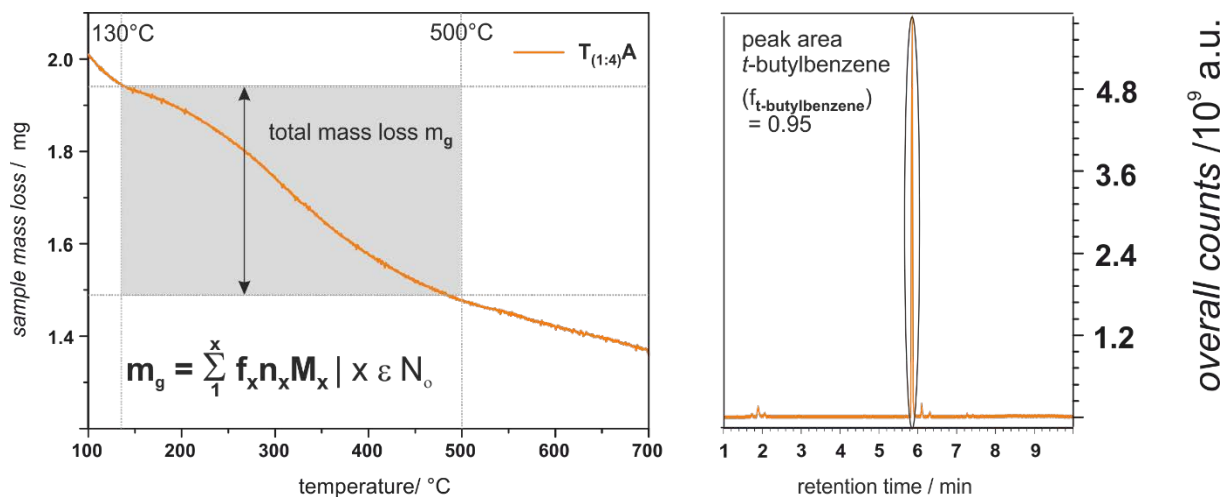 130°C
500°C
T(1:4)A
total mass loss mg
mg = x∑1 fxnxMx | x ε No
2.0
1.8
1.6
1.4
sample mass loss / mg
100 200 300 400 500 600 700
temperature/ °C
peak area
t-butylbenzene
(ft-butylbenzene)
= 0.95
4.8
3.6
2.4
1.2
overall counts /10⁹ a.u.
1 2 3 4 5 6 7 8 9
retention time / min